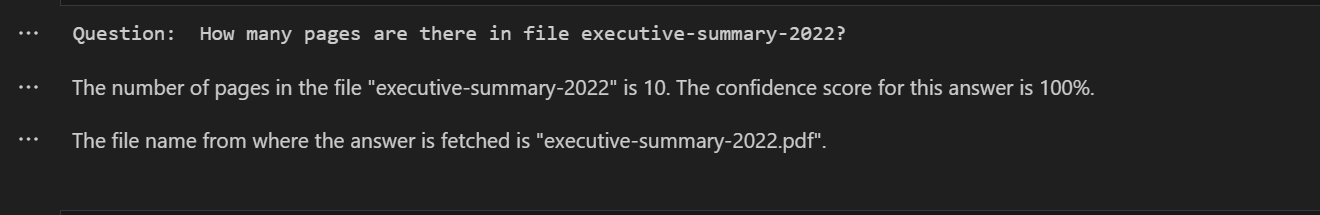 Question:  How many pages are there in file executive-summary-2022?
The number of pages in the file "executive-summary-2022" is 10. The confidence score for this answer is 100%.
The file name from where the answer is fetched is "executive-summary-2022.pdf".